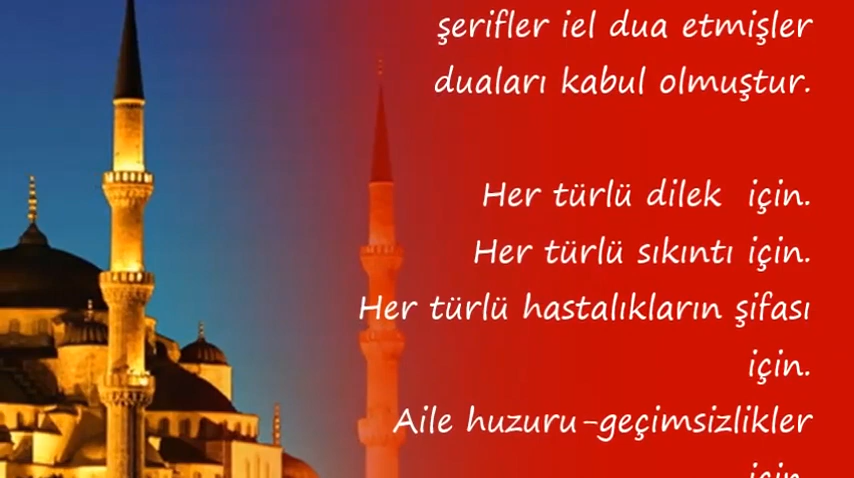 şerifler iel dua etmişler
duaları kabul olmuştur.
Her türlü dilek için.
Her türlü sıkıntı için.
Her türlü hastalıkların şifası
için.
Aile huzuru-geçimsizlikler
için.